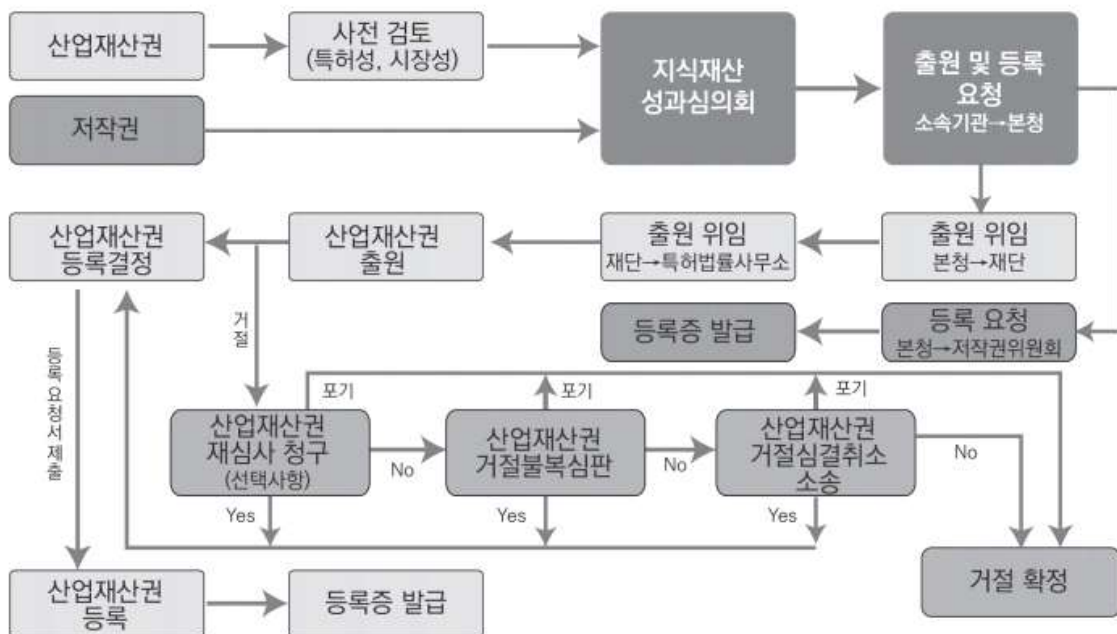 산업재산권
사전 검토
(특허성, 시장성)
지식재산
성과심의회
출원 및 등록
요청
소속기관→본청
저작권
산업재산권
등록결정
산업재산권
출원
출원 위임
재단→특허법률사무소
출원 위임
본청→재단
거절
등록증 발급
등록 요청
본청→저작권위원회
등록요청서제출
포기
포기
포기
산업재산권
재심사 청구
(선택사항)
No
산업재산권
거절불복심판
No
산업재산권
거절심결취소
소송
No
Yes
Yes
Yes
산업재산권
등록
등록증 발급
거절 확정